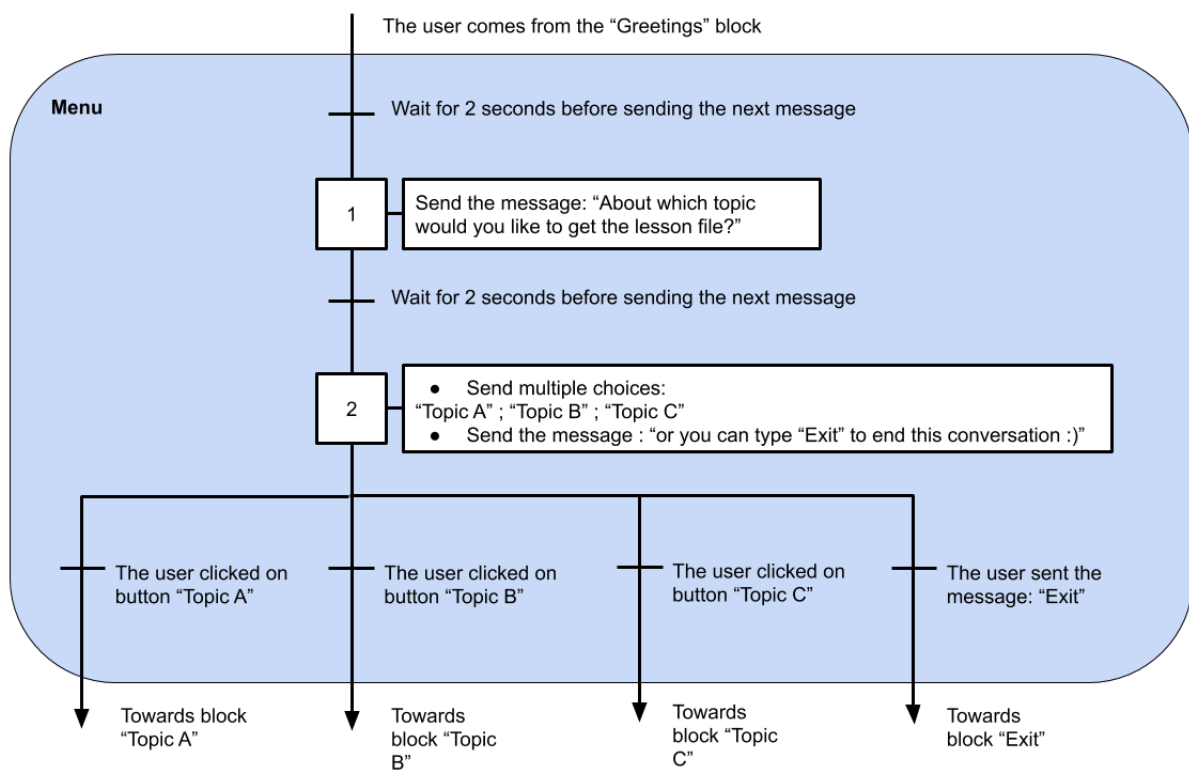 The user comes from the “Greetings” block
Menu
Wait for 2 seconds before sending the next message
1
Send the message: “About which topic
would you like to get the lesson file?”
Wait for 2 seconds before sending the next message
2
● Send multiple choices:
“Topic A” ; “Topic B” ; “Topic C”
● Send the message : “or you can type “Exit” to end this conversation :)”
The user clicked on
button “Topic A”
The user clicked on
button “Topic B”
The user clicked on
button “Topic C”
The user sent the
message: “Exit”
Towards block
“Topic A”
Towards
block “Topic
B”
Towards
block “Topic
C”
Towards
block “Exit”